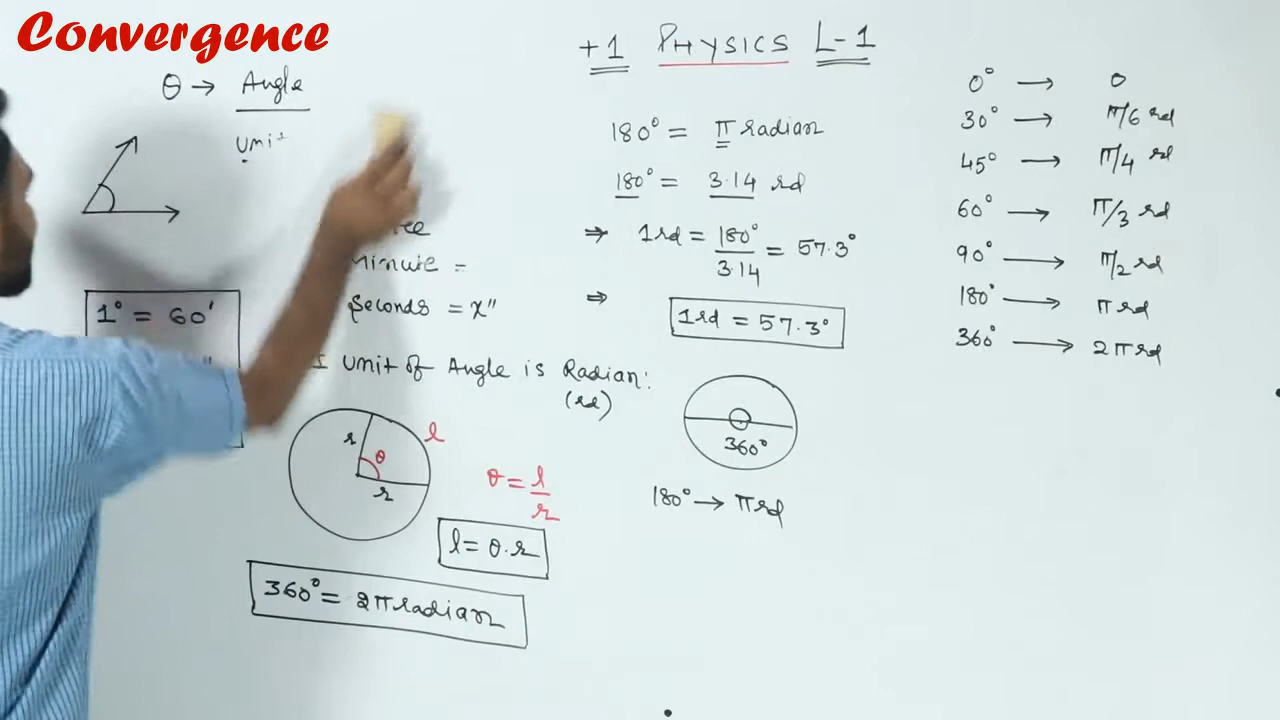 Convergence
+1 PHYSICS L-1
θ → Angle
Unit
Minute =
Seconds = x"
1° = 60'
Unit of Angle is Radian:
(rd)
r
θ
l
r
θ = l/r
l = θ·r
360° = 2π radian
180° = π radian
180° = 3.14 rd
⇒ 1rd = 180°/3.14 = 57.3°
⇒ 1rd = 57.3°
360°
180° → π rd
0° → 0
30° → π/6 rd
45° → π/4 rd
60° → π/3 rd
90° → π/2 rd
180° → π rd
360° → 2π rd